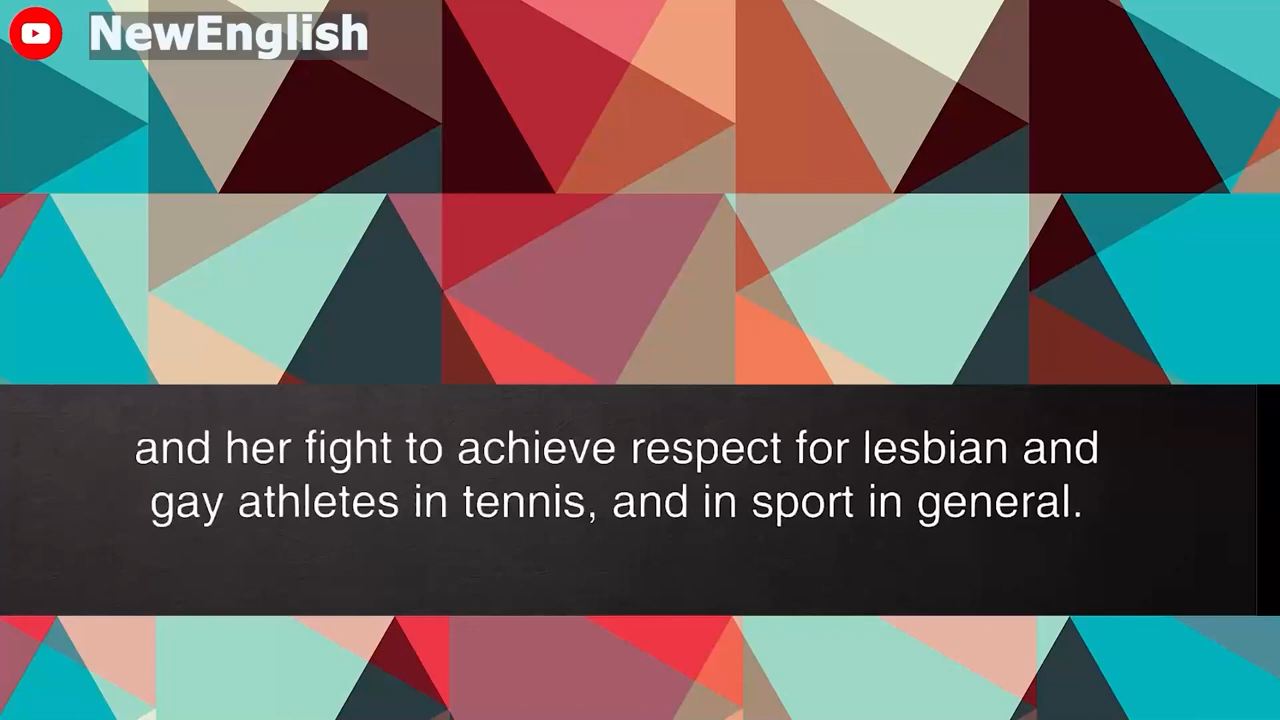 NewEnglish
and her fight to achieve respect for lesbian and
gay athletes in tennis, and in sport in general.